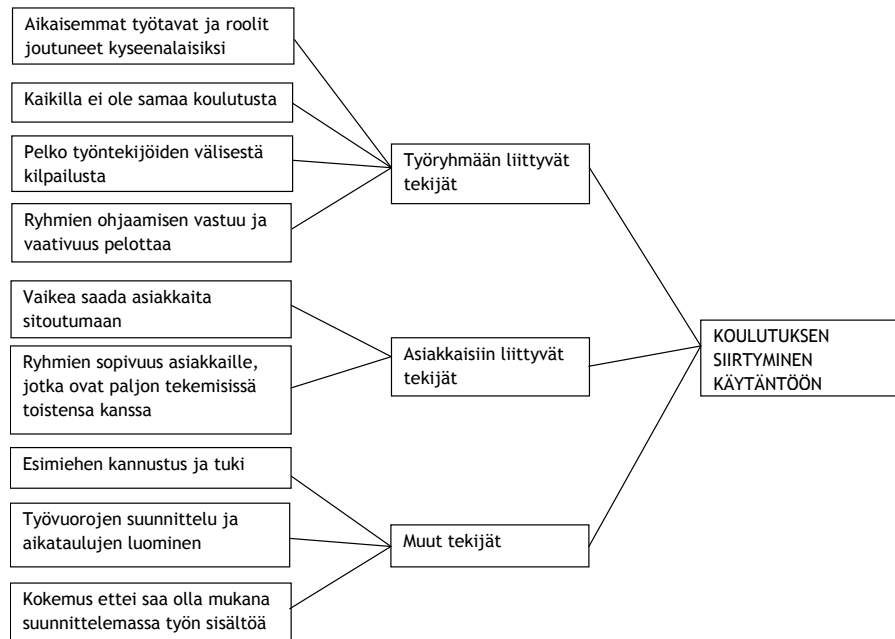 Aikaisemmat työtavat ja roolit
joutuneet kyseenalaisiksi
Kaikilla ei ole samaa koulutusta
Pelko työntekijöiden välisestä
kilpailusta
Ryhmien ohjaamisen vastuu ja
vaativuus pelottaa
Työryhmään liittyvät
tekijät
Vaikea saada asiakkaita
sitoutumaan
Ryhmien sopivuus asiakkaille,
jotka ovat paljon tekemisissä
toistensa kanssa
Asiakkaisiin liittyvät
tekijät
Esimiehen kannustus ja tuki
Työvuorojen suunnittelu ja
aikataulujen luominen
Kokemus ettei saa olla mukana
suunnittelemassa työn sisältöä
Muut tekijät
KOULUTUKSEN
SIIRTYMINEN
KÄYTÄNTÖÖN